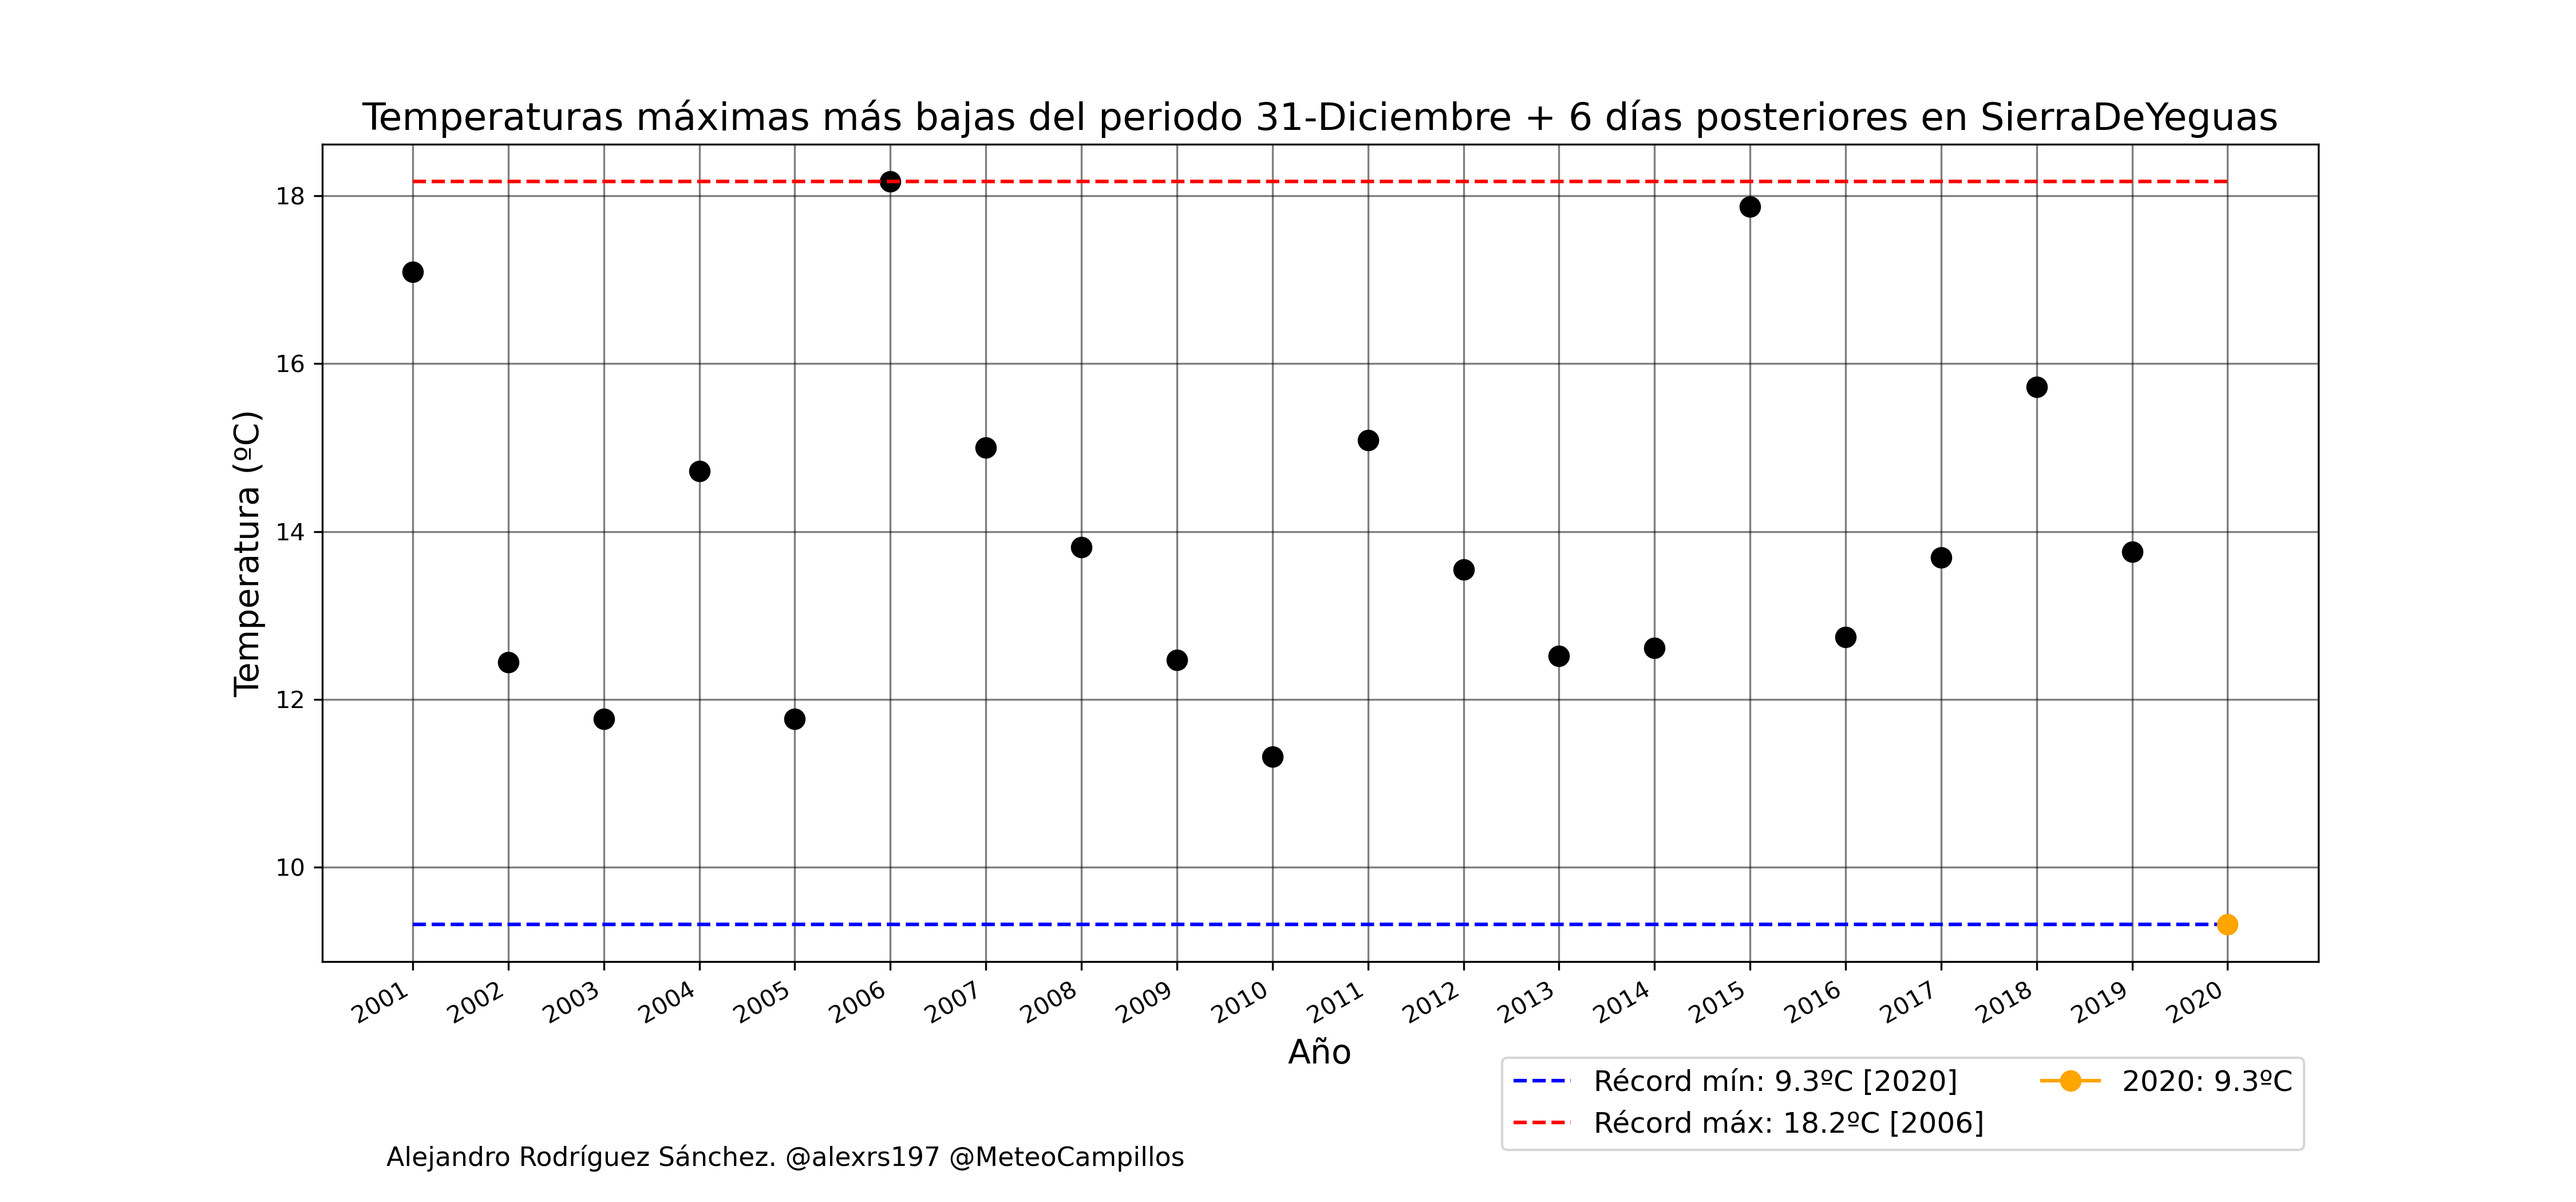 Temperaturas máximas más bajas del periodo 31-Diciembre + 6 días posteriores en SierraDeYeguas
Temperatura (ºC)
18
16
14
12
10
2001 2002 2003 2004 2005 2006 2007 2008 2009 2010 2011 2012 2013 2014 2015 2016 2017 2018 2019 2020
Año
Récord mín: 9.3ºC [2020]
Récord máx: 18.2ºC [2006]
2020: 9.3ºC
Alejandro Rodríguez Sánchez. @alexrs197 @MeteoCampillos